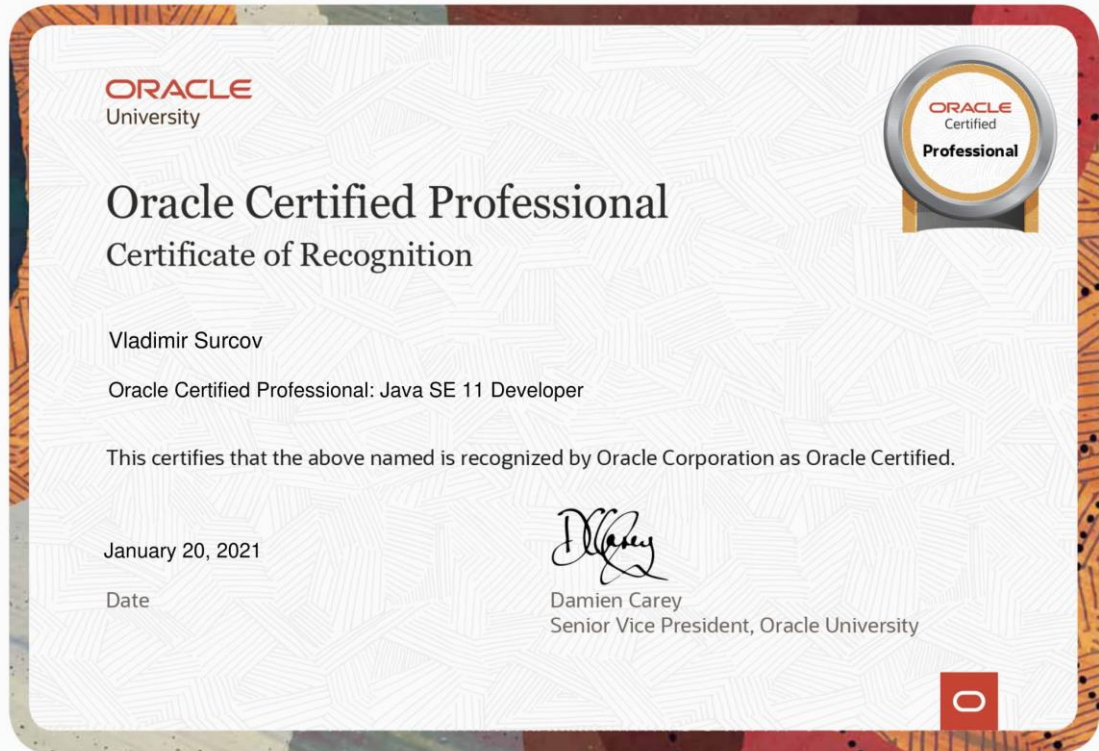 ORACLE
University
ORACLE
Certified
Professional
Oracle Certified Professional
Certificate of Recognition
Vladimir Surcov
Oracle Certified Professional: Java SE 11 Developer
This certifies that the above named is recognized by Oracle Corporation as Oracle Certified.
January 20, 2021
DCarey
Date
Damien Carey
Senior Vice President, Oracle University